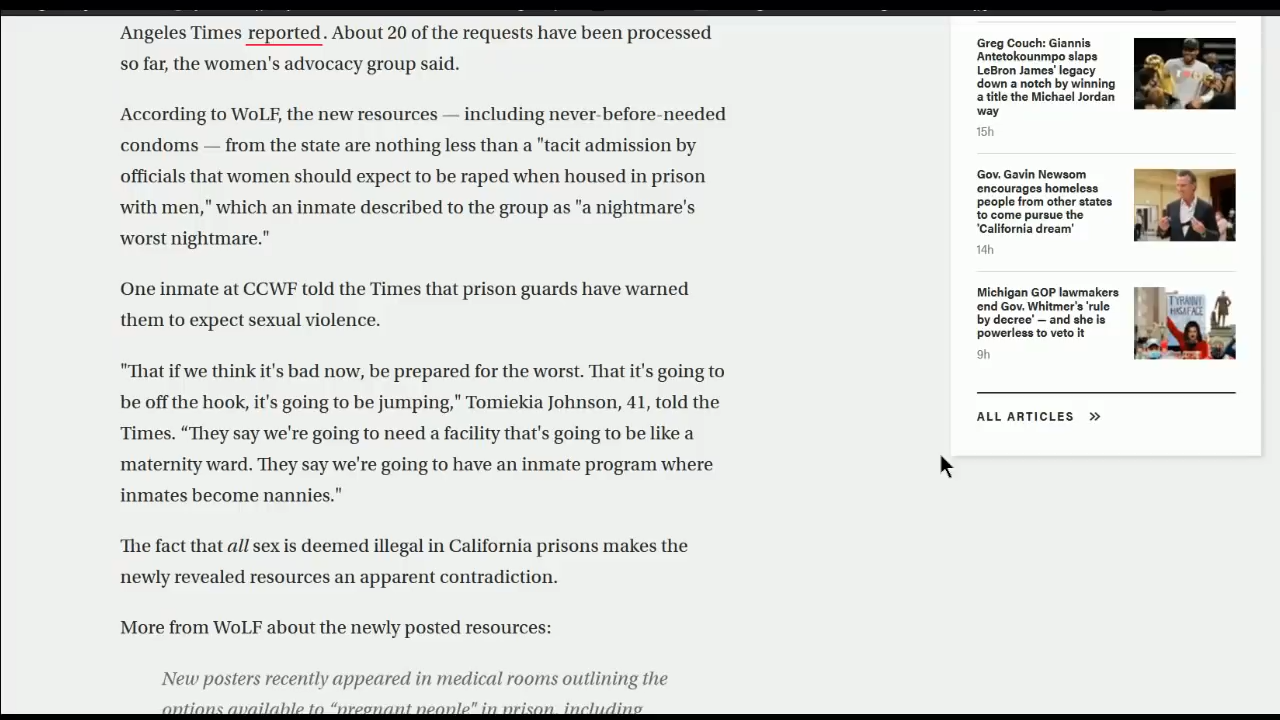 Angeles Times reported. About 20 of the requests have been processed
so far, the women's advocacy group said.
According to WoLF, the new resources — including never-before-needed
condoms — from the state are nothing less than a "tacit admission by
officials that women should expect to be raped when housed in prison
with men," which an inmate described to the group as "a nightmare's
worst nightmare."
One inmate at CCWF told the Times that prison guards have warned
them to expect sexual violence.
"That if we think it's bad now, be prepared for the worst. That it's going to
be off the hook, it's going to be jumping," Tomiekia Johnson, 41, told the
Times. “They say we're going to need a facility that's going to be like a
maternity ward. They say we're going to have an inmate program where
inmates become nannies."
The fact that all sex is deemed illegal in California prisons makes the
newly revealed resources an apparent contradiction.
More from WoLF about the newly posted resources:
New posters recently appeared in medical rooms outlining the
options available to “pregnant people" in prison, including
Greg Couch: Giannis
Antetokounmpo slaps
LeBron James' legacy
down a notch by winning
a title the Michael Jordan
way
15h
Gov. Gavin Newsom
encourages homeless
people from other states
to come pursue the
'California dream'
14h
Michigan GOP lawmakers
end Gov. Whitmer's 'rule
by decree' — and she is
powerless to veto it
9h
TYRANNY
HAS A FACE
ALL ARTICLES »